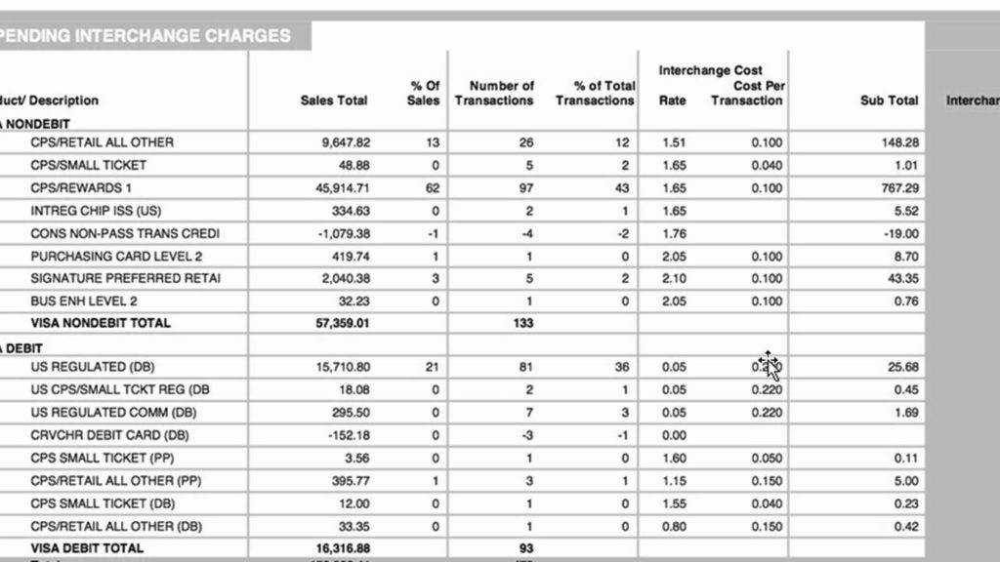 PENDING INTERCHANGE CHARGES
Interchange Cost
% Of Number of % of Total Cost Per
duct/ Description Sales Total Sales Transactions Transactions Rate Transaction Sub Total Interchan
A NONDEBIT
CPS/RETAIL ALL OTHER 9,647.82 13 26 12 1.51 0.100 148.28
CPS/SMALL TICKET 48.88 0 5 2 1.65 0.040 1.01
CPS/REWARDS 1 45,914.71 62 97 43 1.65 0.100 767.29
INTREG CHIP ISS (US) 334.63 0 2 1 1.65 5.52
CONS NON-PASS TRANS CREDI -1,079.38 -1 -4 -2 1.76 -19.00
PURCHASING CARD LEVEL 2 419.74 1 1 0 2.05 0.100 8.70
SIGNATURE PREFERRED RETAI 2,040.38 3 5 2 2.10 0.100 43.35
BUS ENH LEVEL 2 32.23 0 1 0 2.05 0.100 0.76
VISA NONDEBIT TOTAL 57,359.01 133
A DEBIT
US REGULATED (DB) 15,710.80 21 81 36 0.05 25.68
US CPS/SMALL TCKT REG (DB 18.08 0 2 1 0.05 0.220 0.45
US REGULATED COMM (DB) 295.50 0 7 3 0.05 0.220 1.69
CRVCHR DEBIT CARD (DB) -152.18 0 -3 -1 0.00
CPS SMALL TICKET (PP) 3.56 0 1 0 1.60 0.050 0.11
CPS/RETAIL ALL OTHER (PP) 395.77 1 3 1 1.15 0.150 5.00
CPS SMALL TICKET (DB) 12.00 0 1 0 1.55 0.040 0.23
CPS/RETAIL ALL OTHER (DB) 33.35 0 1 0 0.80 0.150 0.42
VISA DEBIT TOTAL 16,316.88 93